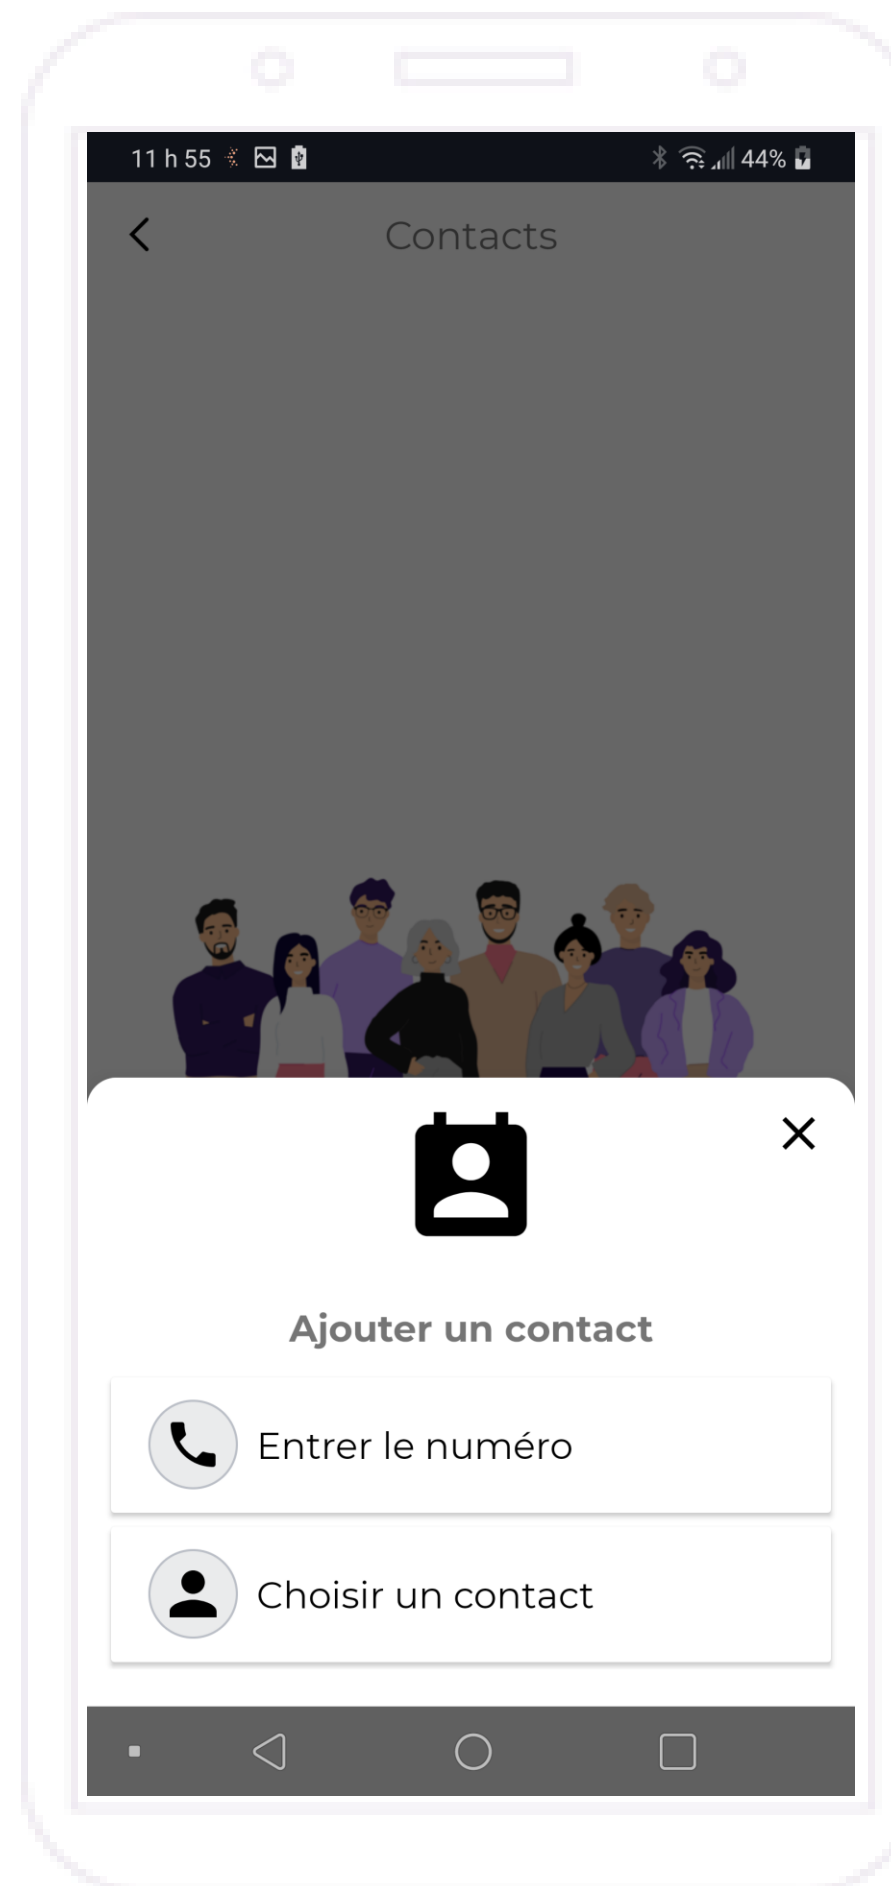 11 h 55 44%
Contacts
Ajouter un contact
Entrer le numéro
Choisir un contact